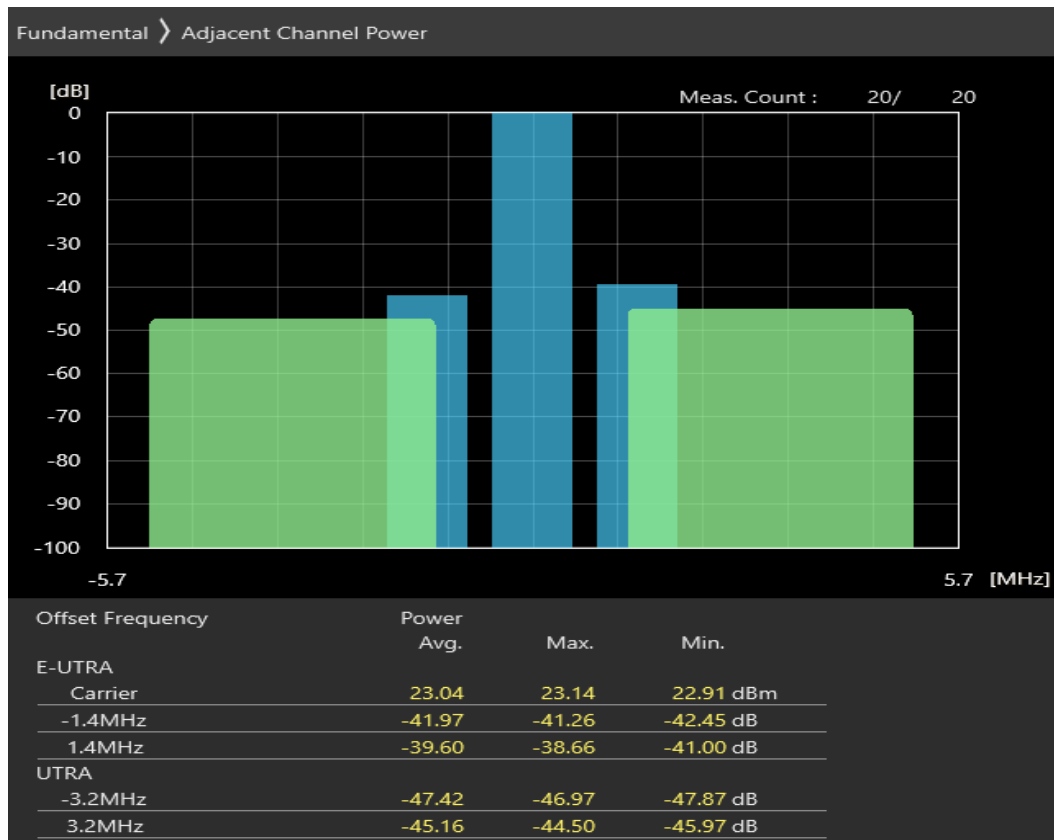 Fundamental 〉 Adjacent Channel Power
[dB]
Meas. Count : 20/ 20
0
-10
-20
-30
-40
-50
-60
-70
-80
-90
-100
-5.7 5.7 [MHz]
Offset Frequency Power
Avg. Max. Min.
E-UTRA
Carrier 23.04 23.14 22.91 dBm
-1.4MHz -41.97 -41.26 -42.45 dB
1.4MHz -39.60 -38.66 -41.00 dB
UTRA
-3.2MHz -47.42 -46.97 -47.87 dB
3.2MHz -45.16 -44.50 -45.97 dB